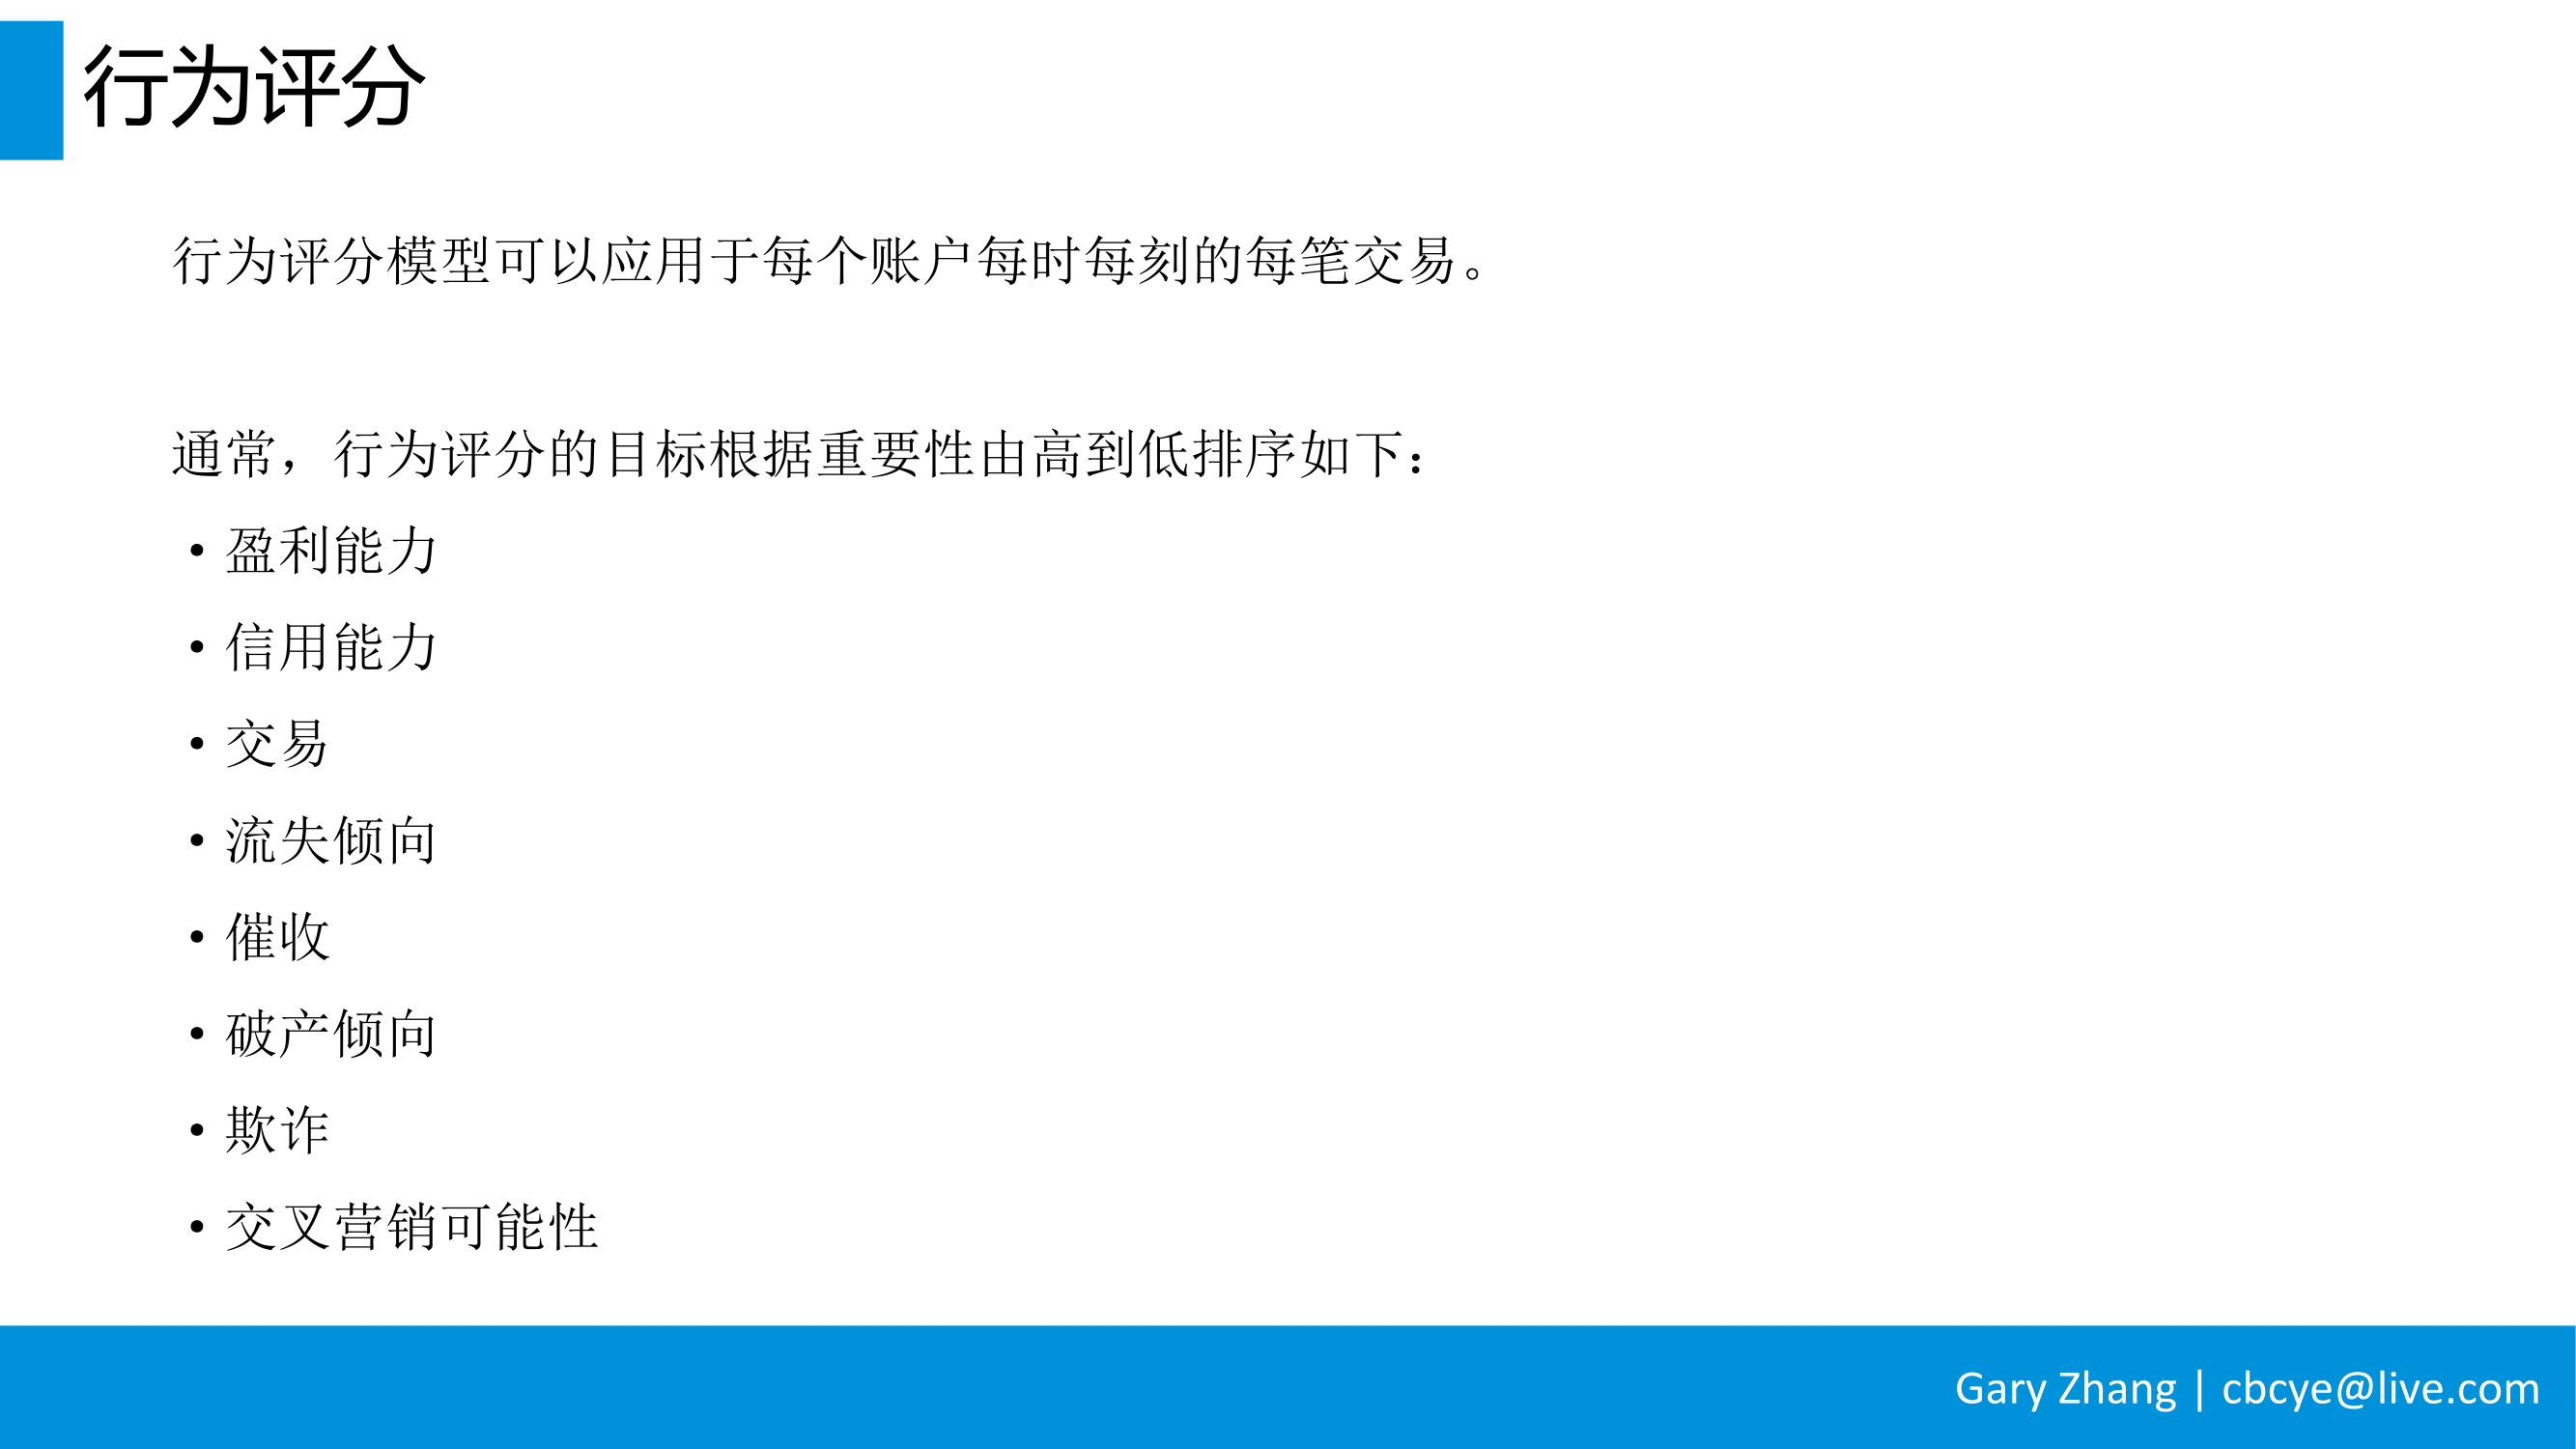 行为评分
行为评分模型可以应用于每个账户每时每刻的每笔交易。
通常，行为评分的目标根据重要性由高到低排序如下：
• 盈利能力
• 信用能力
• 交易
• 流失倾向
• 催收
• 破产倾向
• 欺诈
• 交叉营销可能性
Gary Zhang | cbcye@live.com